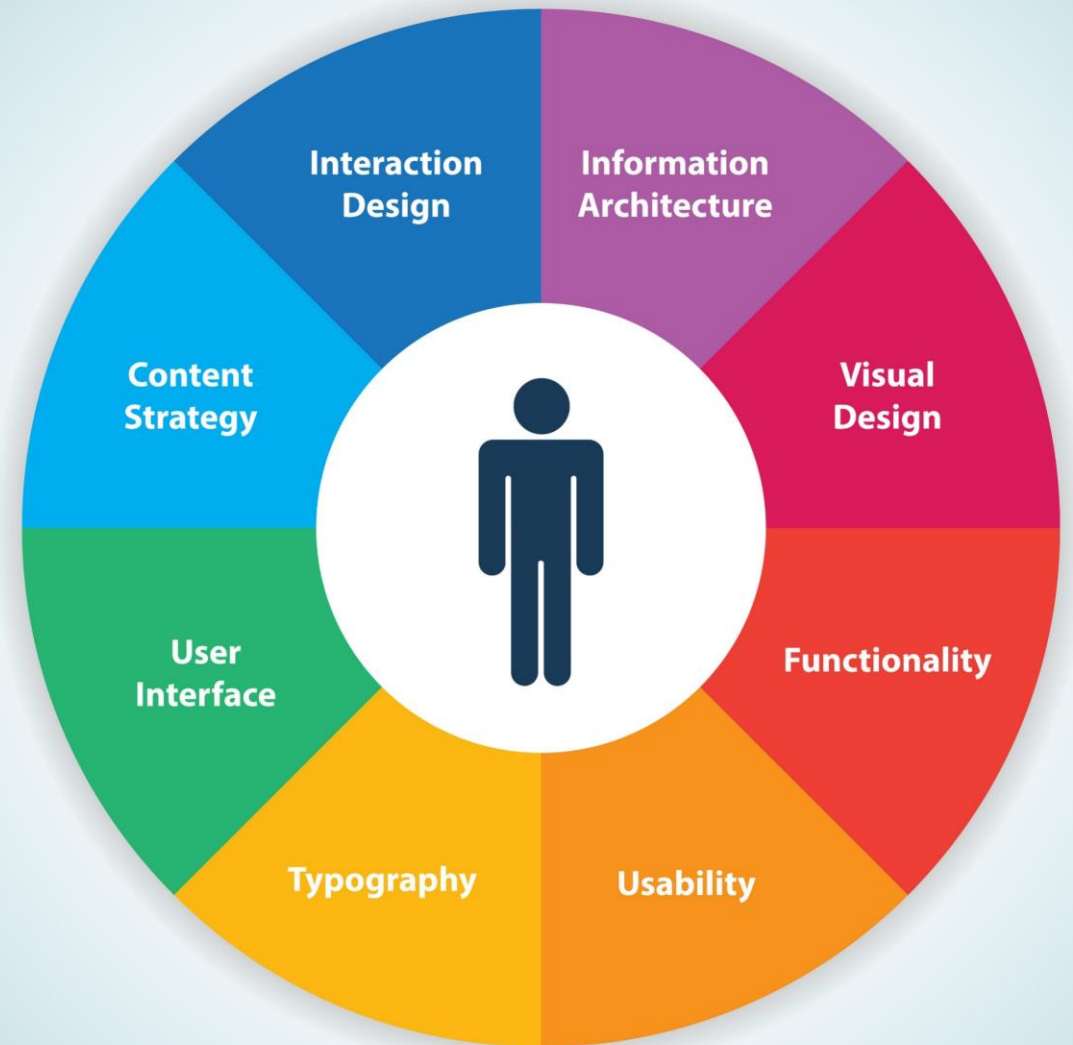 Interaction
Design
Information
Architecture
Visual
Design
Functionality
Usability
Typography
User
Interface
Content
Strategy